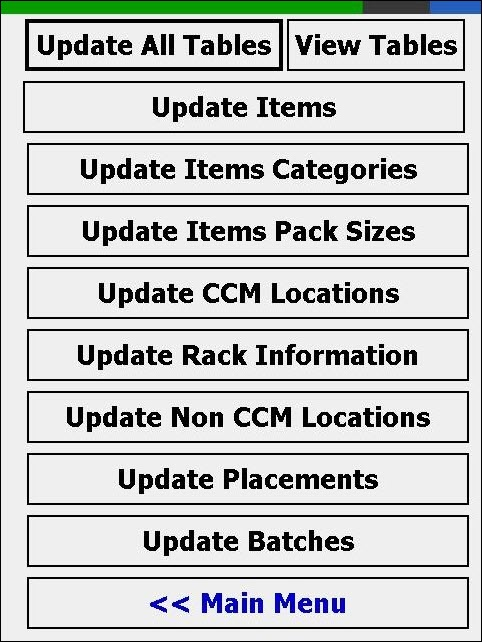 Update All Tables View Tables
Update Items
Update Items Categories
Update Items Pack Sizes
Update CCM Locations
Update Rack Information
Update Non CCM Locations
Update Placements
Update Batches
<< Main Menu